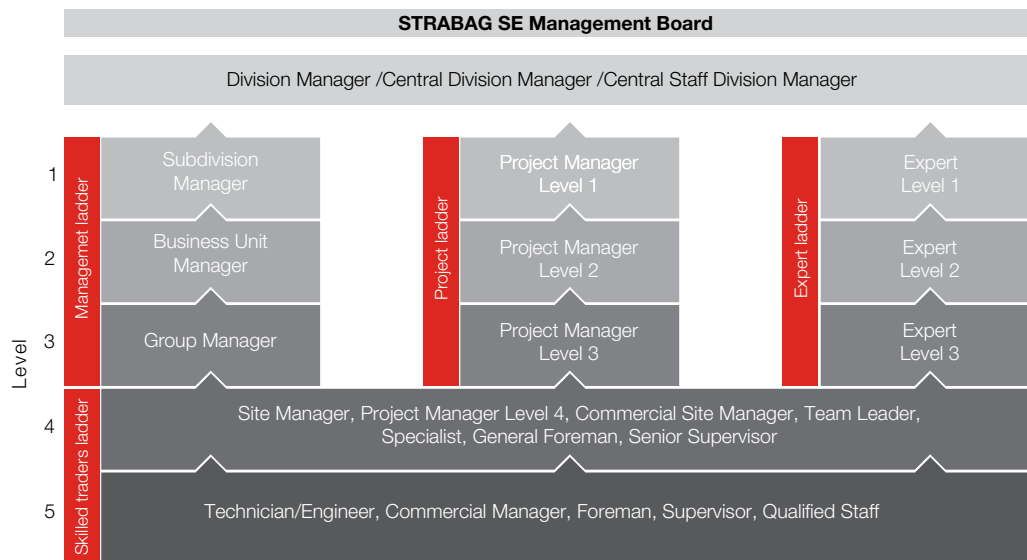 STRABAG SE Management Board
Division Manager /Central Division Manager /Central Staff Division Manager
Level
Managemet ladder
1
Subdivision
Manager
2
Business Unit
Manager
3
Group Manager
Project ladder
Project Manager
Level 1
Project Manager
Level 2
Project Manager
Level 3
Expert ladder
Expert
Level 1
Expert
Level 2
Expert
Level 3
Skilled traders ladder
4
Site Manager, Project Manager Level 4, Commercial Site Manager, Team Leader,
Specialist, General Foreman, Senior Supervisor
5
Technician/Engineer, Commercial Manager, Foreman, Supervisor, Qualified Staff